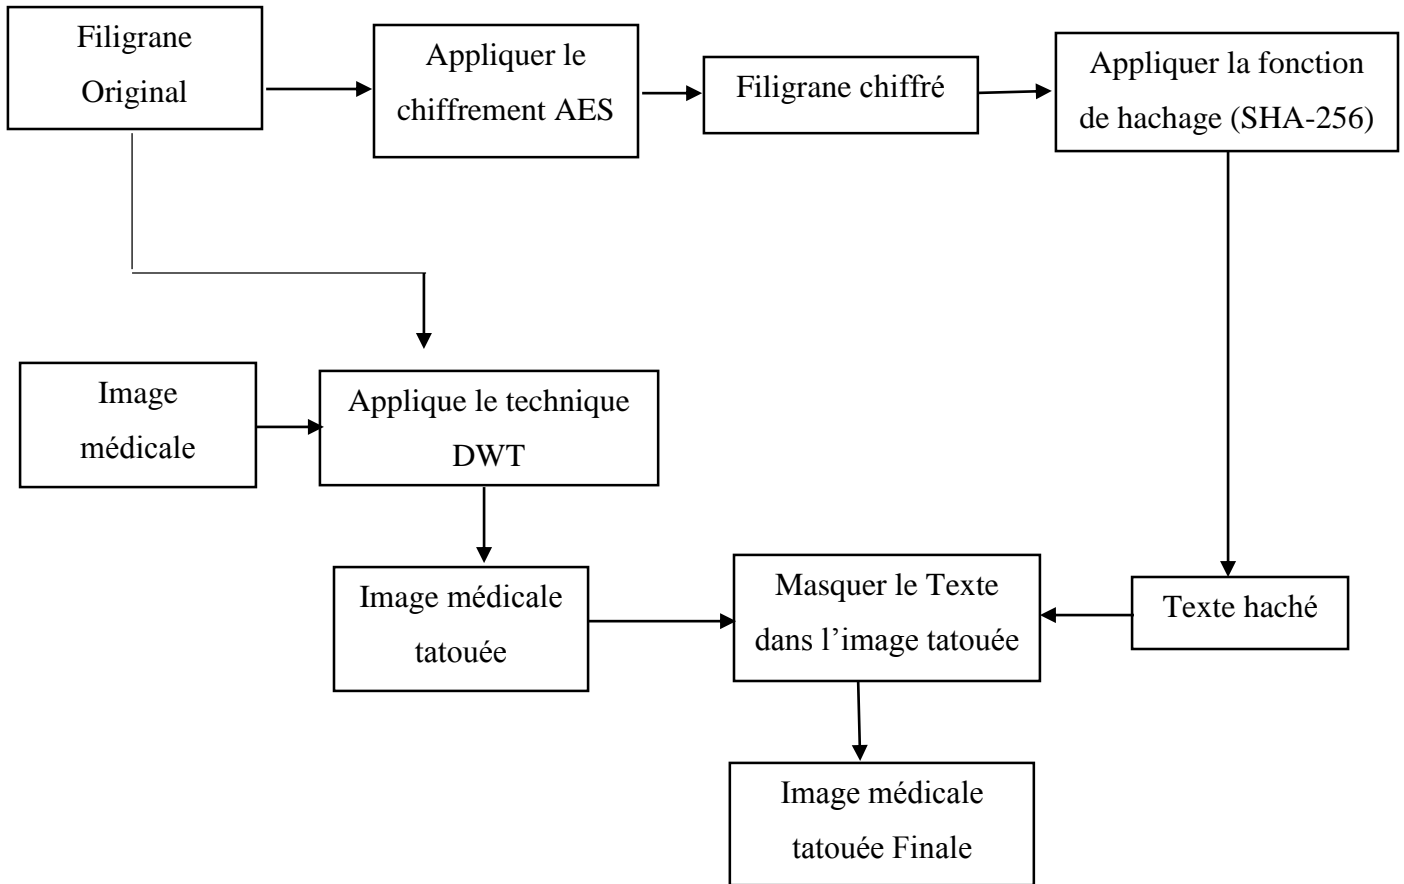 Filigrane
Original
Appliquer le
chiffrement AES
Filigrane chiffré
Appliquer la fonction
de hachage (SHA-256)
Image
médicale
Applique le technique
DWT
Image médicale
tatouée
Masquer le Texte
dans l’image tatouée
Texte haché
Image médicale
tatouée Finale